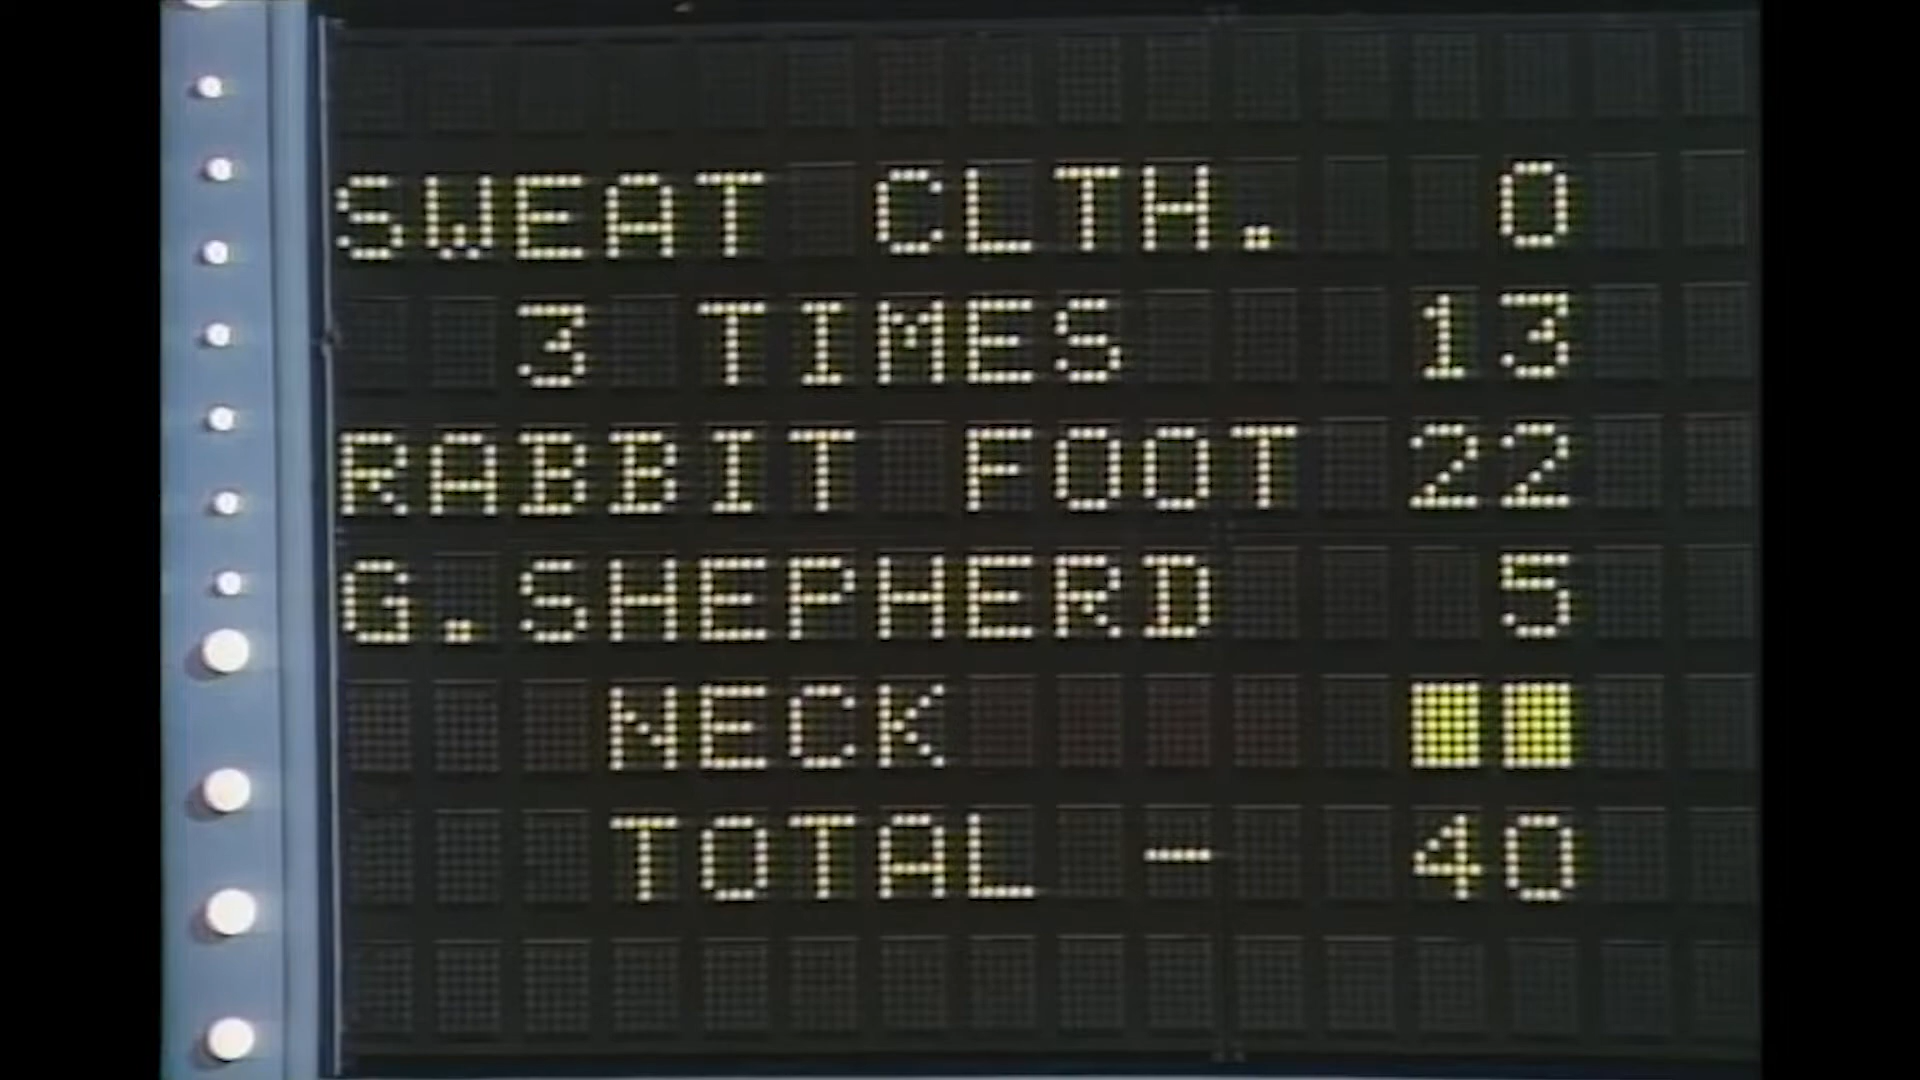 SWEAT CLTH. 0
3 TIMES 13
RABBIT FOOT 22
G.SHEPHERD 5
NECK
TOTAL - 40